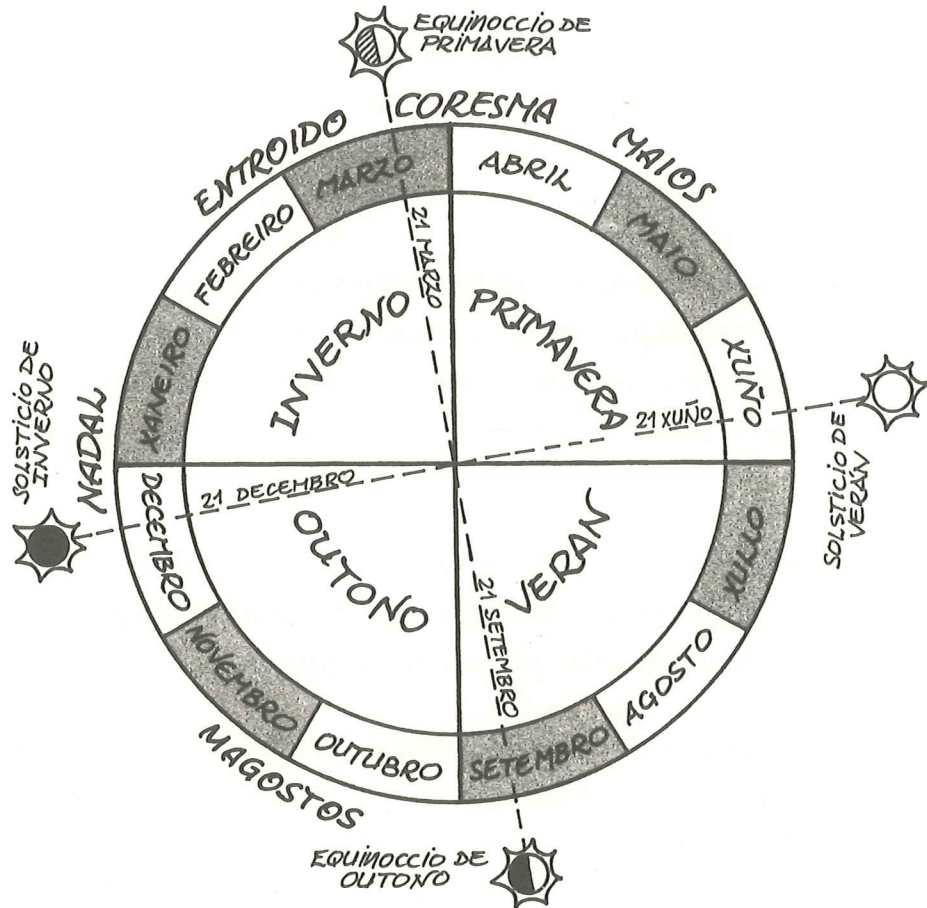 EQUINOCCIO DE
PRIMAVERA
ENTROIDO
CORESMA
MAIOS
MARZO
ABRIL
FEBREIRO
MAIO
21 MARZO
INVERNO
PRIMAVERA
XANEIRO
XUÑO
SOLSTICIO DE
INVERNO
NADAL
21 XUÑO
SOLSTICIO DE
VERÁN
21 DECEMBRO
DECEMBRO
OUTONO
VERAN
XULLO
21 SETEMBRO
NOVEMBRO
AGOSTO
OUTUBRO
SETEMBRO
MAGOSTOS
EQUINOCCIO DE
OUTONO